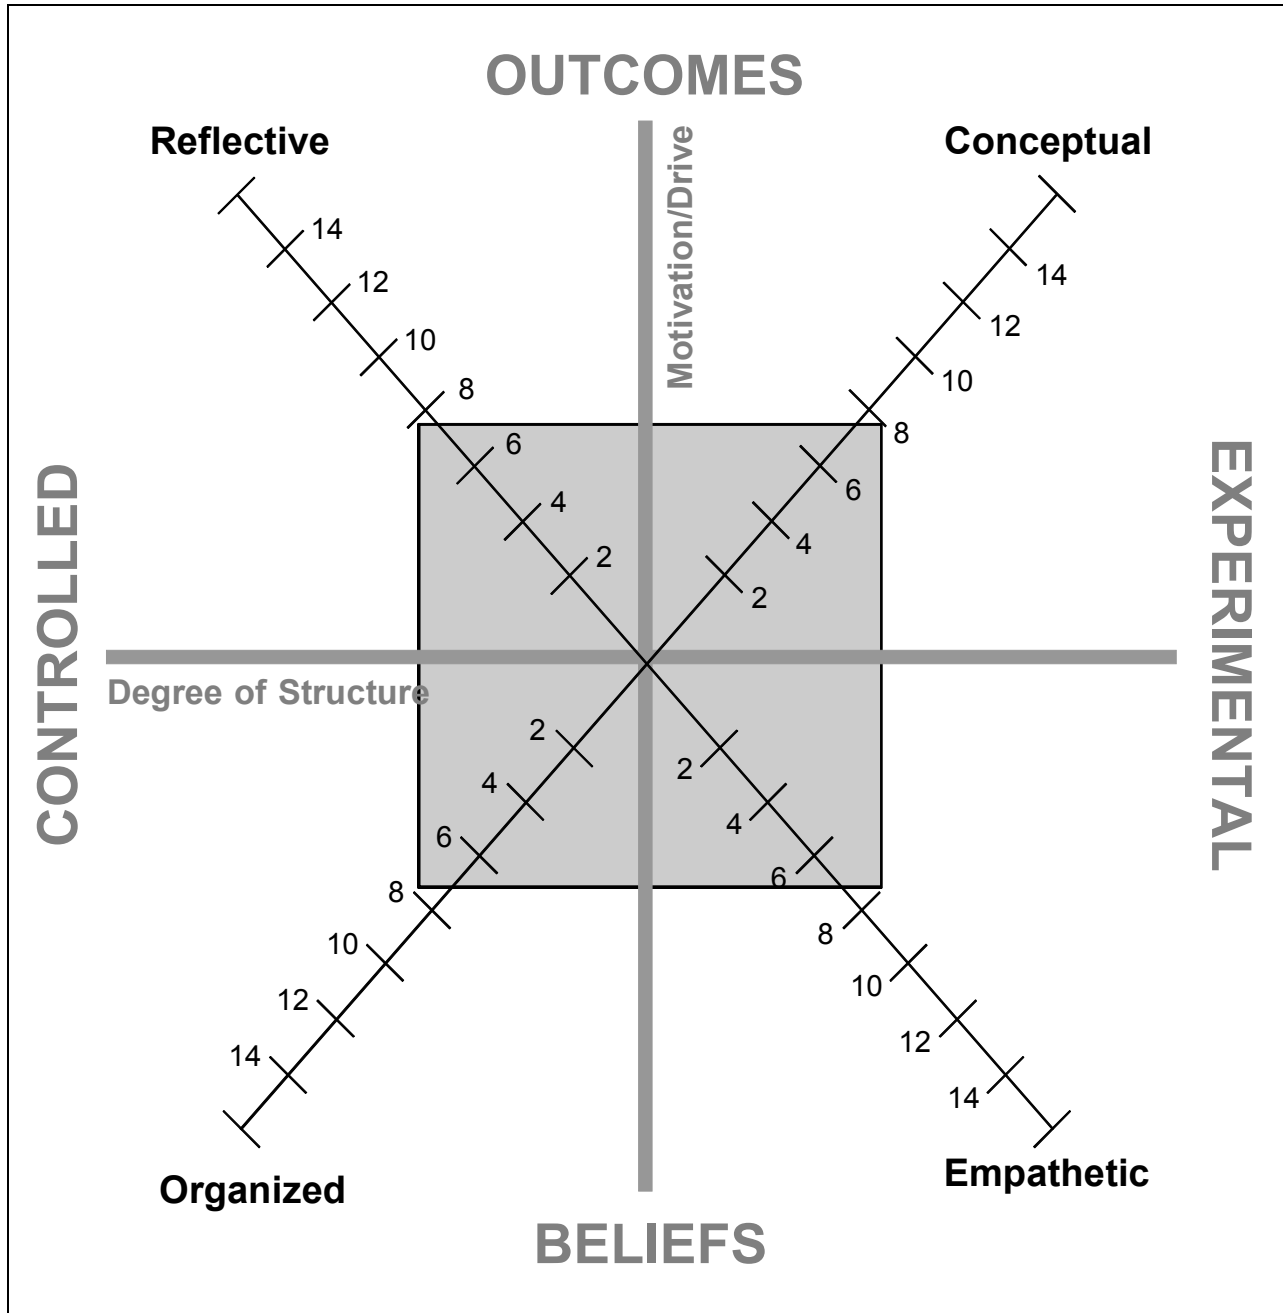 OUTCOMES
Reflective
Conceptual
Motivation/Drive
14
14
12
12
10
10
8
8
6
6
4
4
2
2
CONTROLLED
EXPERIMENTAL
Degree of Structure
2
2
4
4
6
6
8
8
10
10
12
12
14
14
Organized
Empathetic
BELIEFS